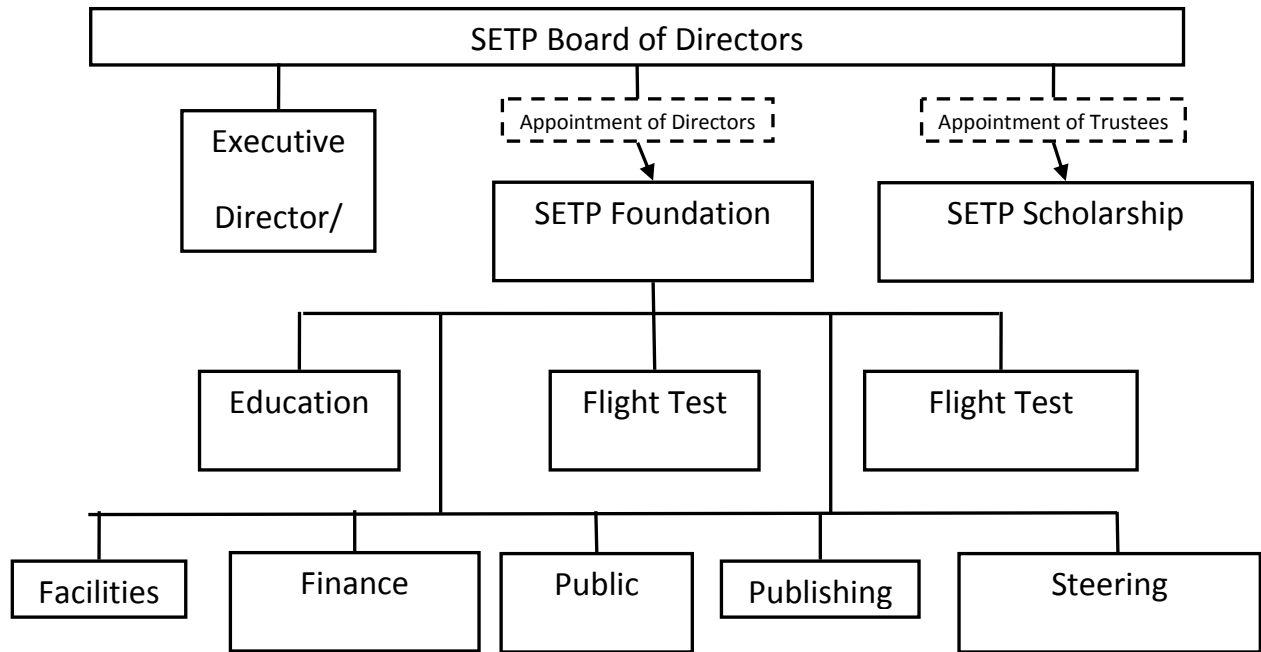 SETP Board of Directors
Executive
Director/
Appointment of Directors
Appointment of Trustees
SETP Foundation
SETP Scholarship
Education
Flight Test
Flight Test
Facilities
Finance
Public
Publishing
Steering